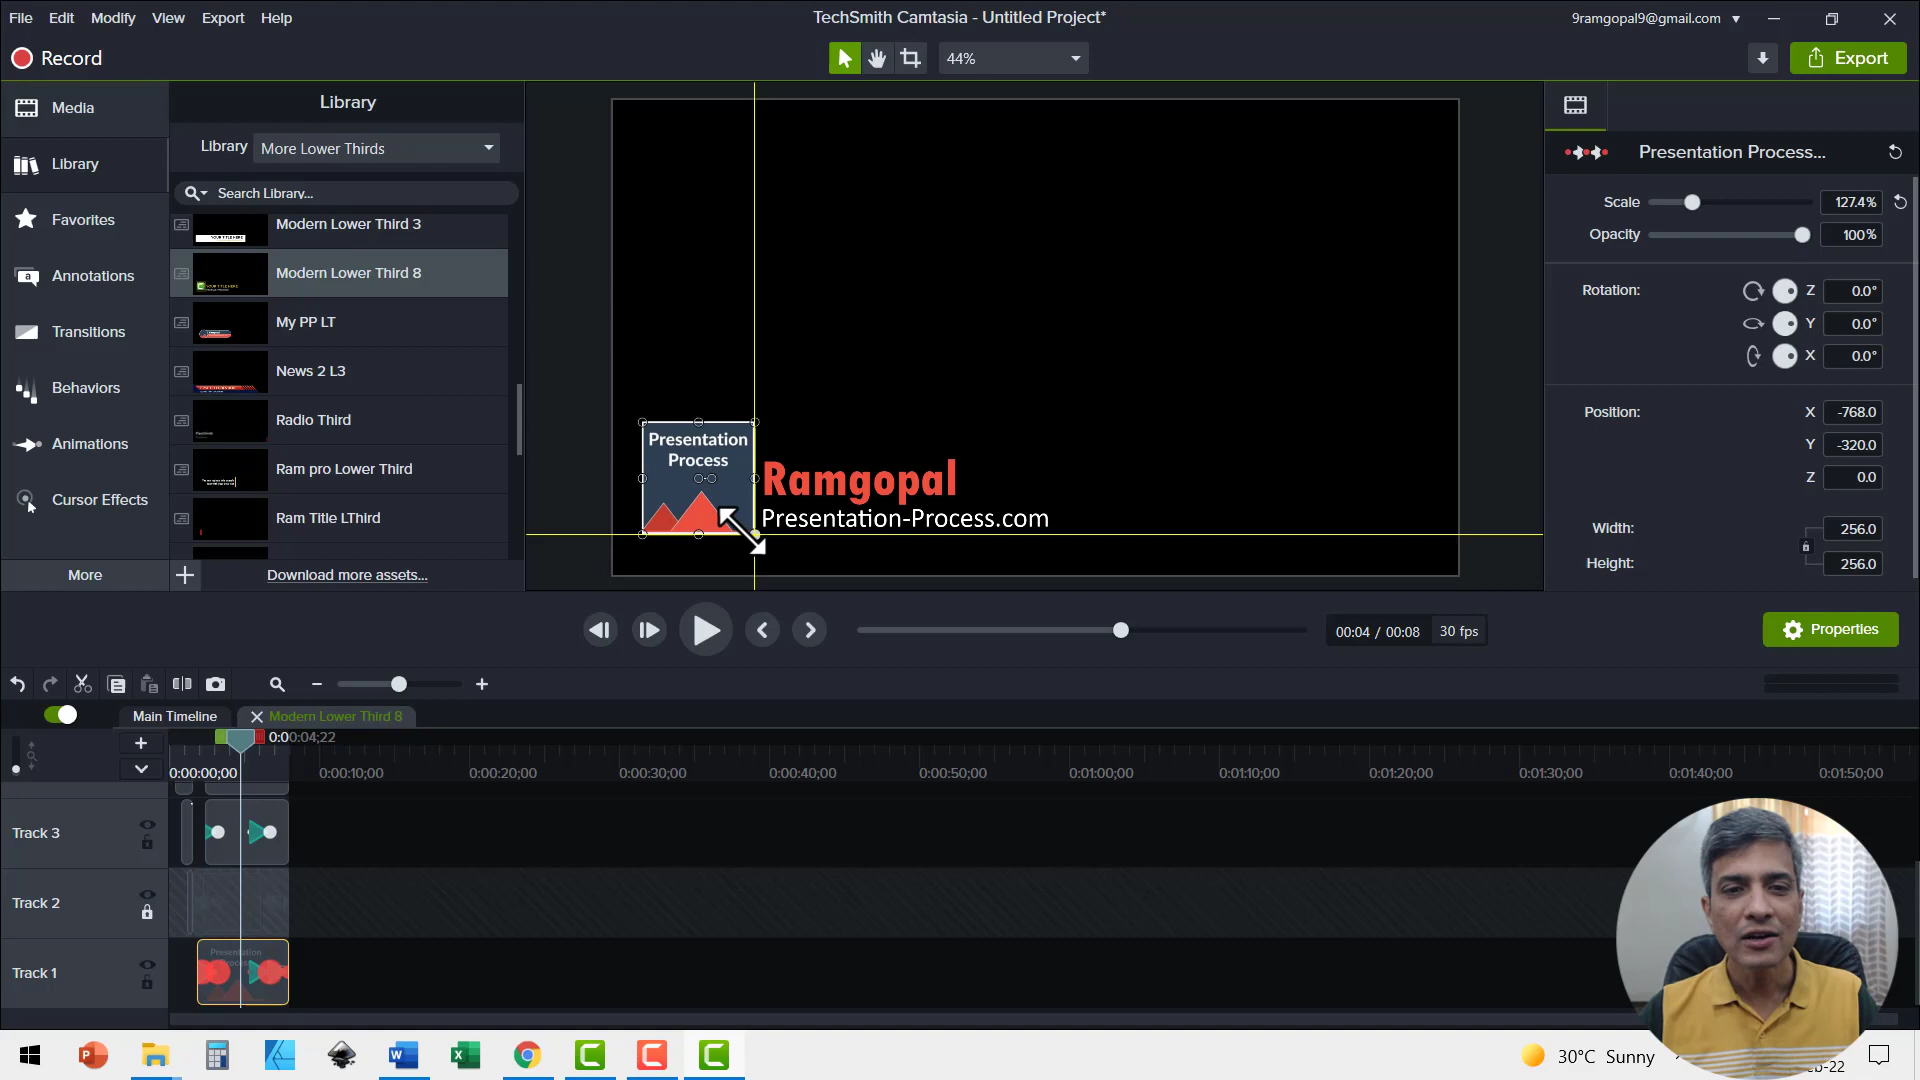 File Edit Modify View Export Help
TechSmith Camtasia - Untitled Project*
9ramgopal9@gmail.com
Record
44%
Export
Media
Library
Favorites
Annotations
Transitions
Behaviors
Animations
Cursor Effects
More
Library
Library More Lower Thirds
Search Library...
Modern Lower Third 3
Modern Lower Third 8
My PP LT
News 2 L3
Radio Third
Ram pro Lower Third
Ram Title LThird
Download more assets...
Presentation
Process
Ramgopal
Presentation-Process.com
Presentation Process...
Scale 127.4%
Opacity 100%
Rotation: Z 0.0°
Y 0.0°
X 0.0°
Position: X -768.0
Y -320.0
Z 0.0
Width: 256.0
Height: 256.0
00:04 / 00:08 30 fps
Properties
Main Timeline Modern Lower Third 8
0:00:04;22
0:00:00;00 0:00:10;00 0:00:20;00 0:00:30;00 0:00:40;00 0:00:50;00 0:01:00;00 0:01:10;00 0:01:20;00 0:01:30;00 0:01:40;00 0:01:50;00
Track 3
Track 2
Track 1
30°C Sunny